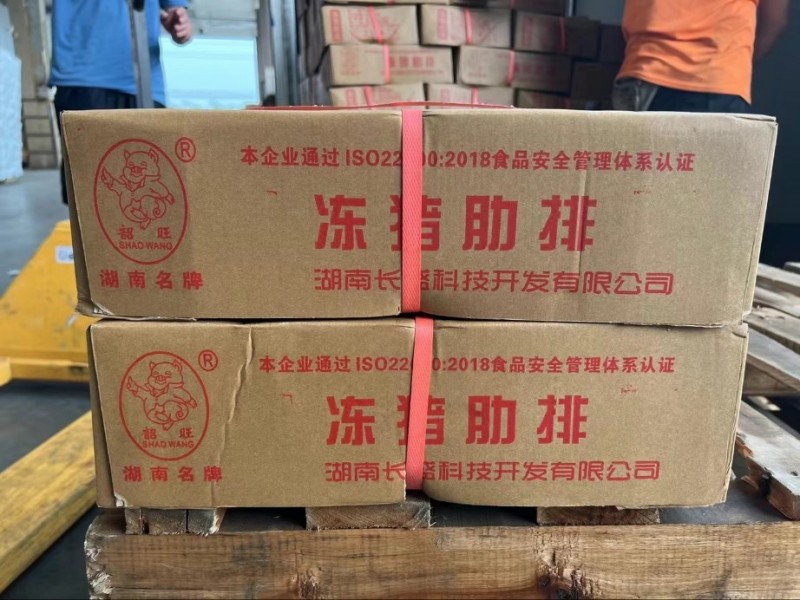 ®
本企业通过ISO22 00:2018食品安全管理体系认证
冻猪肋排
韶旺
SHAO WANG
湖南名牌
湖南长 科技开发有限公司
®
本企业通过ISO22 0:2018食品安全管理体系认证
冻猪肋排
韶旺
SHAO WANG
湖南名牌
湖南长 科技开发有限公司